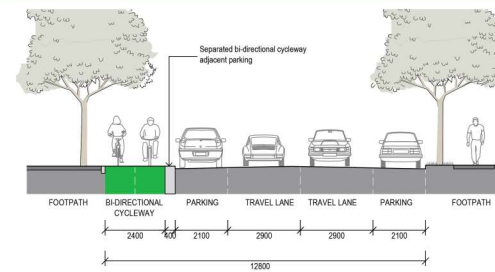 Separated bi-directional cycleway
adjacent parking
FOOTPATH BI-DIRECTIONAL PARKING TRAVEL LANE TRAVEL LANE PARKING FOOTPATH
CYCLEWAY
2400 400 2100 2900 2900 2100
12800